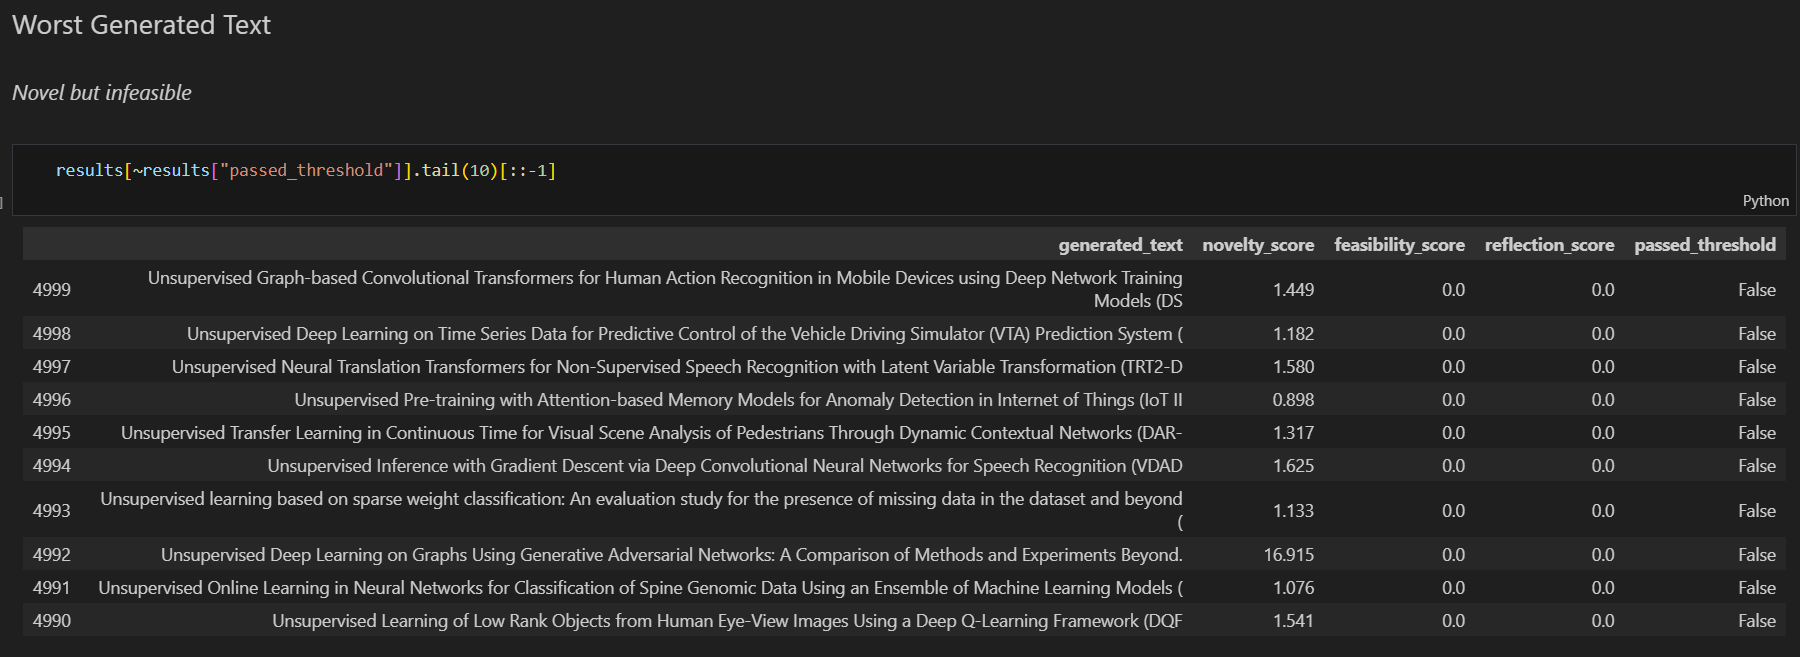 Worst Generated Text
Novel but infeasible
results[~results["passed_threshold"]].tail(10)[::-1]
]
Python
generated_text novelty_score feasibility_score reflection_score passed_threshold
4999 Unsupervised Graph-based Convolutional Transformers for Human Action Recognition in Mobile Devices using Deep Network Training
Models (DS 1.449 0.0 0.0 False
4998 Unsupervised Deep Learning on Time Series Data for Predictive Control of the Vehicle Driving Simulator (VTA) Prediction System ( 1.182 0.0 0.0 False
4997 Unsupervised Neural Translation Transformers for Non-Supervised Speech Recognition with Latent Variable Transformation (TRT2-D 1.580 0.0 0.0 False
4996 Unsupervised Pre-training with Attention-based Memory Models for Anomaly Detection in Internet of Things (IoT II 0.898 0.0 0.0 False
4995 Unsupervised Transfer Learning in Continuous Time for Visual Scene Analysis of Pedestrians Through Dynamic Contextual Networks (DAR- 1.317 0.0 0.0 False
4994 Unsupervised Inference with Gradient Descent via Deep Convolutional Neural Networks for Speech Recognition (VDAD 1.625 0.0 0.0 False
4993 Unsupervised learning based on sparse weight classification: An evaluation study for the presence of missing data in the dataset and beyond
( 1.133 0.0 0.0 False
4992 Unsupervised Deep Learning on Graphs Using Generative Adversarial Networks: A Comparison of Methods and Experiments Beyond. 16.915 0.0 0.0 False
4991 Unsupervised Online Learning in Neural Networks for Classification of Spine Genomic Data Using an Ensemble of Machine Learning Models ( 1.076 0.0 0.0 False
4990 Unsupervised Learning of Low Rank Objects from Human Eye-View Images Using a Deep Q-Learning Framework (DQF 1.541 0.0 0.0 False